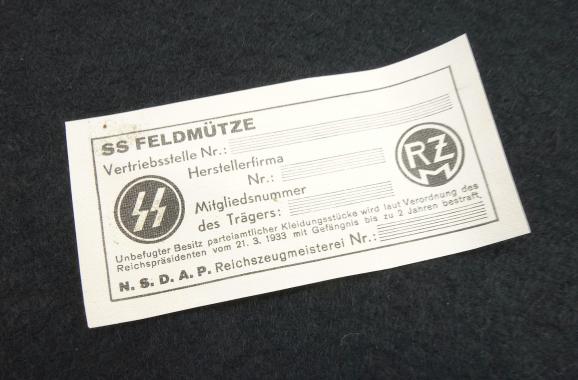 SS FELDMÜTZE
Vertriebsstelle Nr.:
Herstellerfirma
Nr.:
Mitgliedsnummer
des Trägers:
RZM
Unbefugter Besitz parteiamtlicher Kleidungsstücke wird laut Verordnung des
Reichspräsidenten vom 21. 3. 1933 mit Gefängnis bis zu 2 Jahren bestraft.
N. S. D. A. P. Reichszeugmeisterei Nr.: